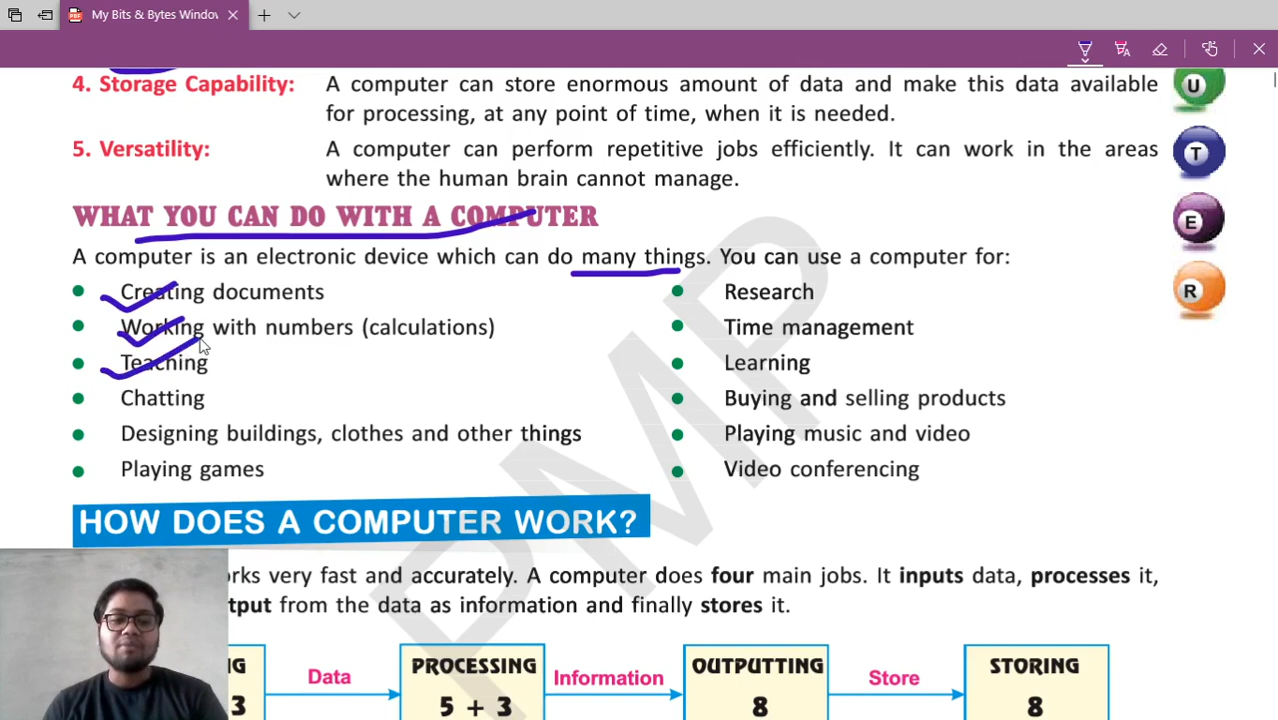 My Bits & Bytes Window
4. Storage Capability: A computer can store enormous amount of data and make this data available
for processing, at any point of time, when it is needed.
5. Versatility: A computer can perform repetitive jobs efficiently. It can work in the areas
where the human brain cannot manage.
WHAT YOU CAN DO WITH A COMPUTER
A computer is an electronic device which can do many things. You can use a computer for:
Creating documents
Working with numbers (calculations)
Teaching
Chatting
Designing buildings, clothes and other things
Playing games
Research
Time management
Learning
Buying and selling products
Playing music and video
Video conferencing
HOW DOES A COMPUTER WORK?
rks very fast and accurately. A computer does four main jobs. It inputs data, processes it,
tput from the data as information and finally stores it.
NG
3
Data
PROCESSING
5 + 3
Information
OUTPUTTING
8
Store
STORING
8
U
T
E
R
PMP